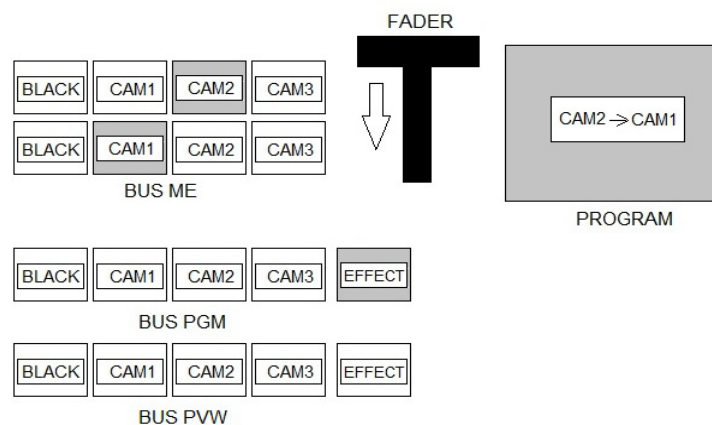 FADER
BLACK CAM1 CAM2 CAM3
BLACK CAM1 CAM2 CAM3
BUS ME
CAM2 → CAM1
PROGRAM
BLACK CAM1 CAM2 CAM3 EFFECT
BUS PGM
BLACK CAM1 CAM2 CAM3 EFFECT
BUS PVW